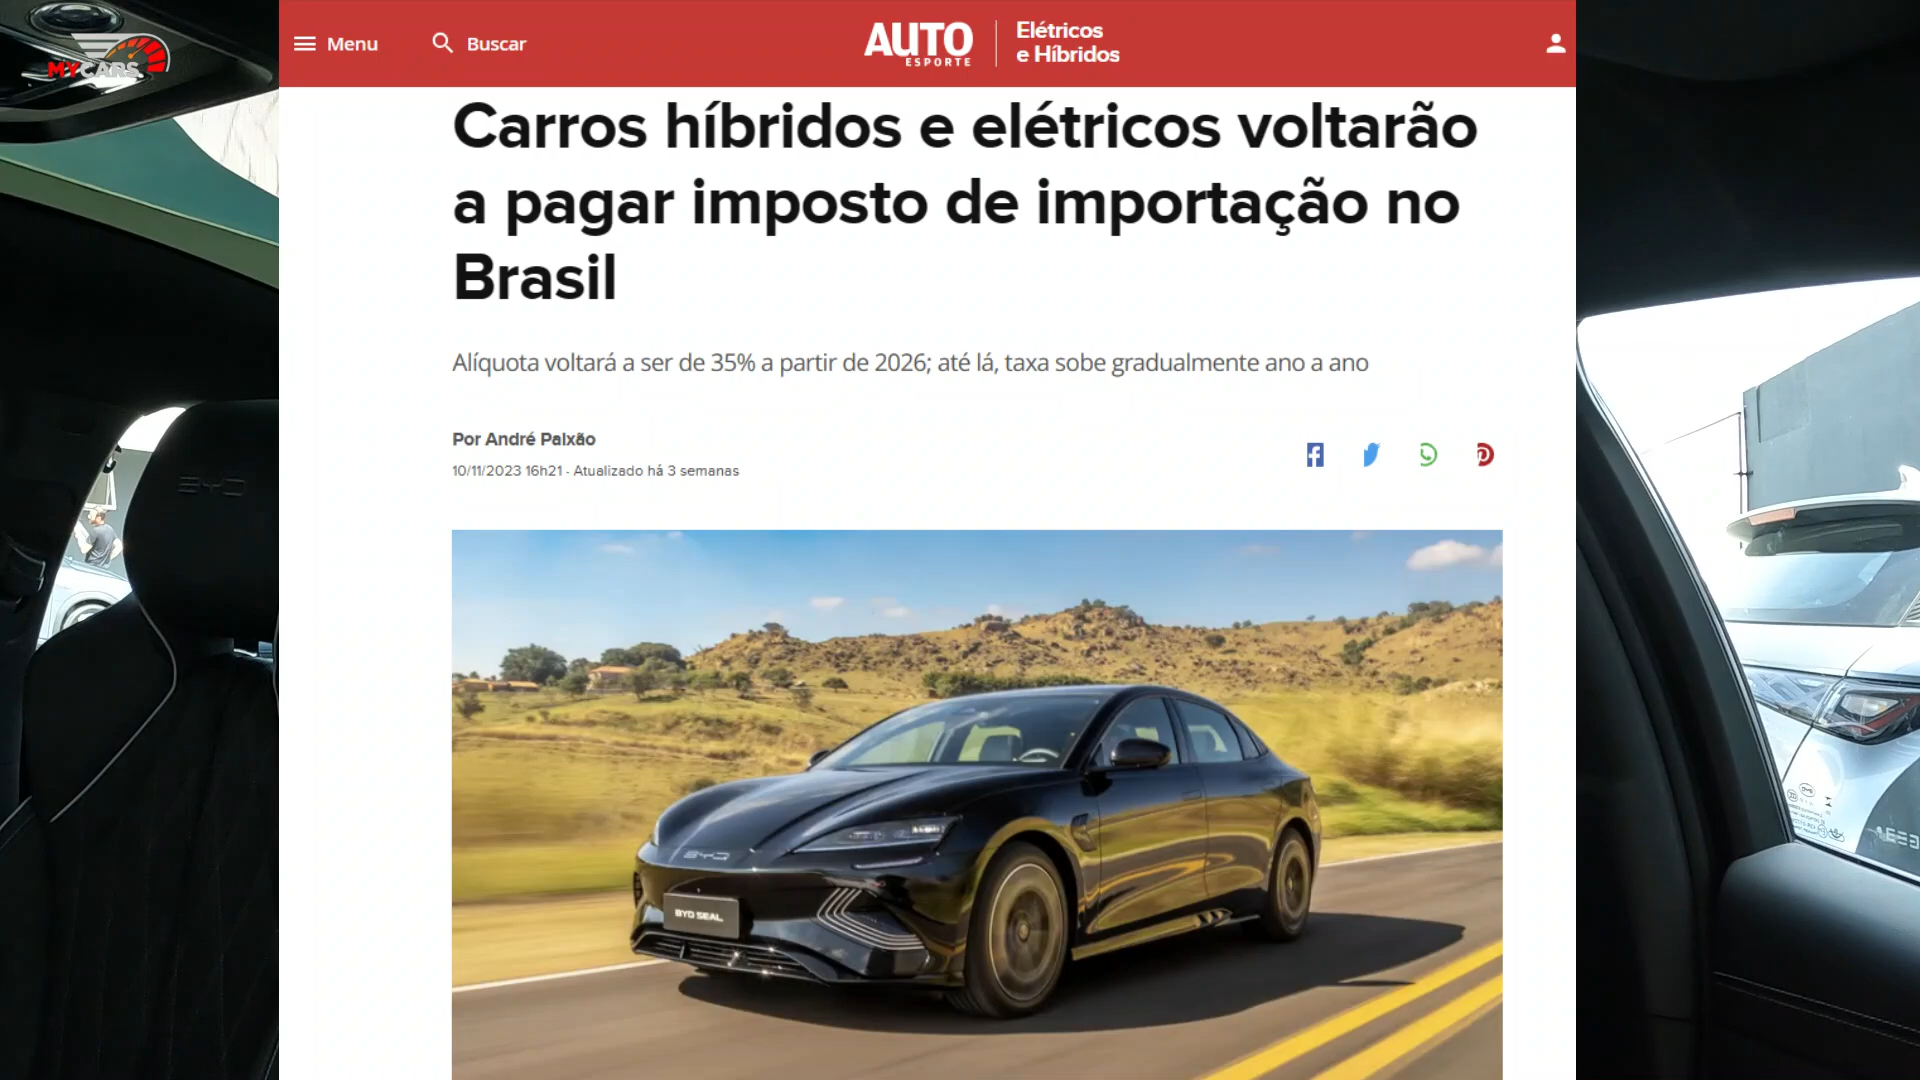 MYCARS
Menu
Buscar
AUTO
ESPORTE
Elétricos
e Híbridos
Carros híbridos e elétricos voltarão
a pagar imposto de importação no
Brasil
Alíquota voltará a ser de 35% a partir de 2026; até lá, taxa sobe gradualmente ano a ano
Por André Paixão
10/11/2023 16h21 · Atualizado há 3 semanas
BYD
BYD
BYD SEAL